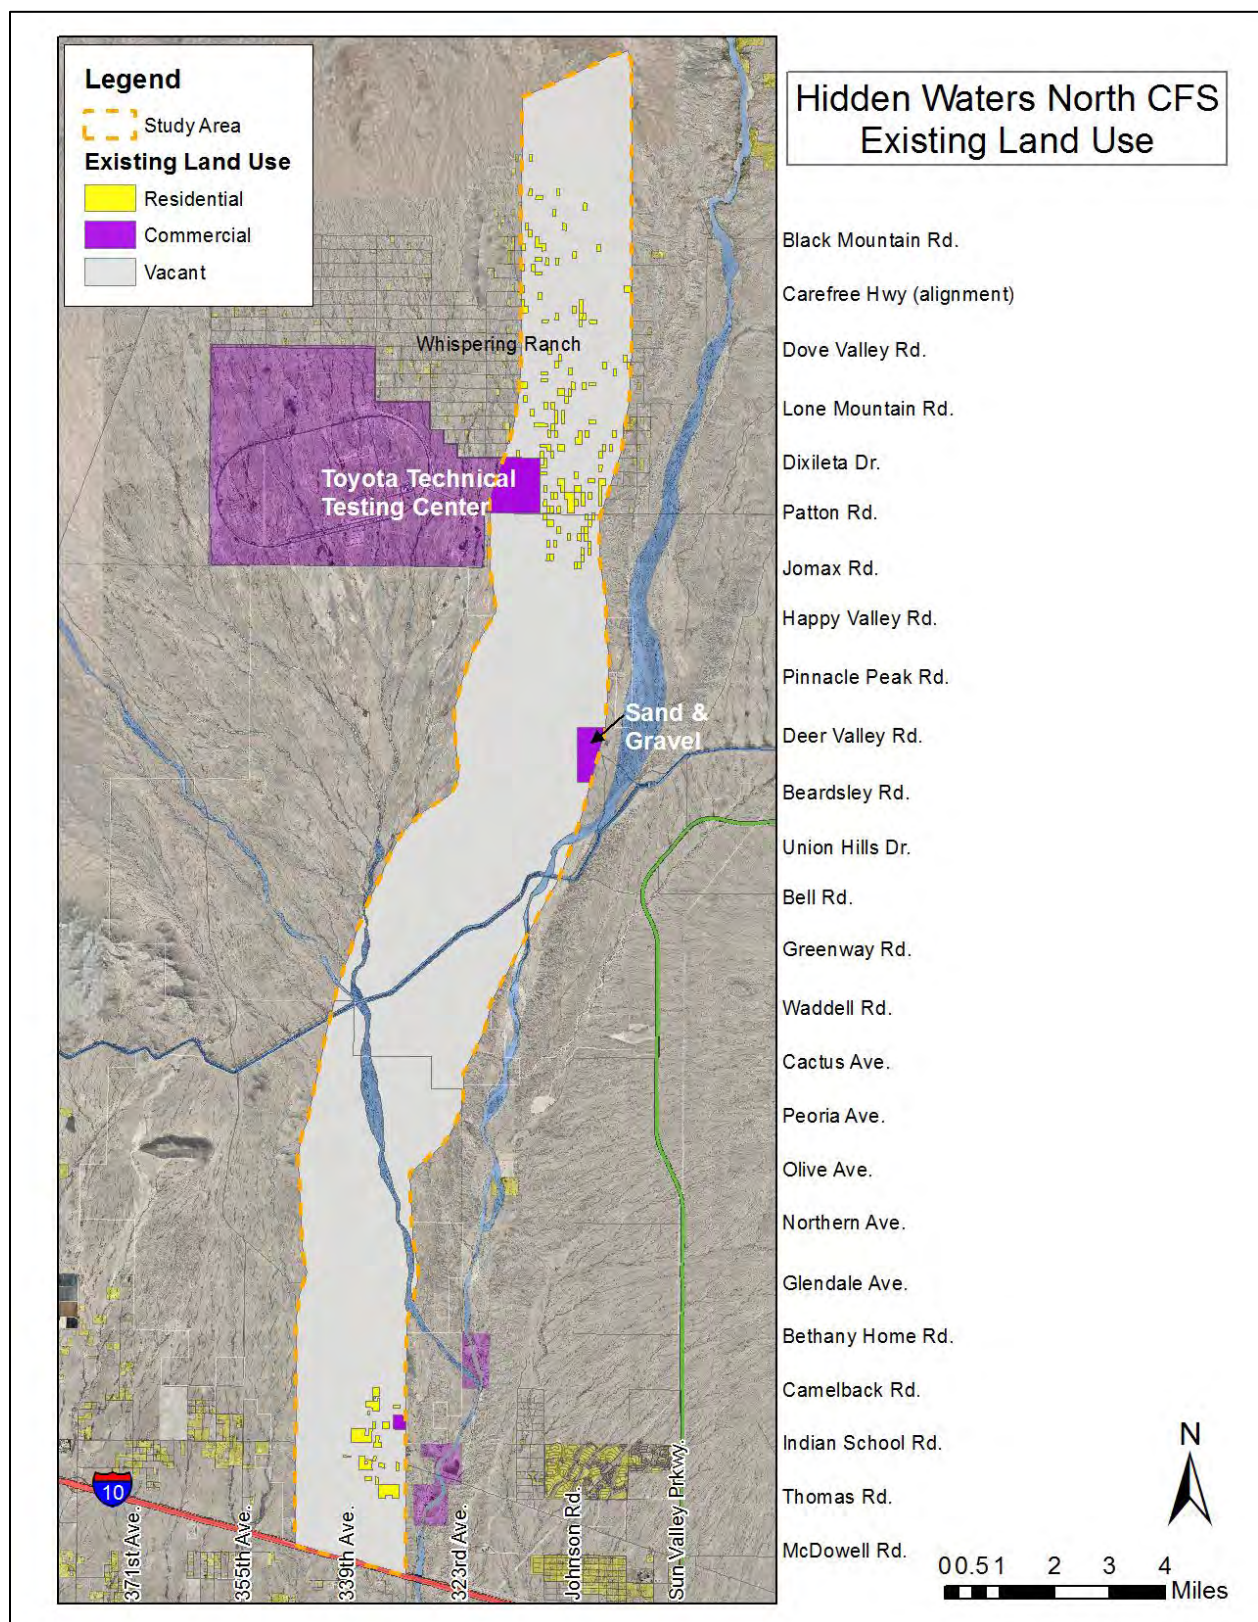 Legend
Study Area
Existing Land Use
Residential
Commercial
Vacant
Hidden Waters North CFS
Existing Land Use
Black Mountain Rd.
Carefree Hwy (alignment)
Whispering Ranch
Dove Valley Rd.
Lone Mountain Rd.
Dixileta Dr.
Toyota Technical
Testing Center
Patton Rd.
Jomax Rd.
Happy Valley Rd.
Pinnacle Peak Rd.
Sand &
Gravel
Deer Valley Rd.
Beardsley Rd.
Union Hills Dr.
Bell Rd.
Greenway Rd.
Waddell Rd.
Cactus Ave.
Peoria Ave.
Olive Ave.
Northern Ave.
Glendale Ave.
Bethany Home Rd.
Camelback Rd.
Indian School Rd.
Thomas Rd.
McDowell Rd.
10
371st Ave.
355th Ave.
339th Ave.
323rd Ave.
Johnson Rd.
Sun Valley Prkwy.
N
0 0.5 1 2 3 4
Miles